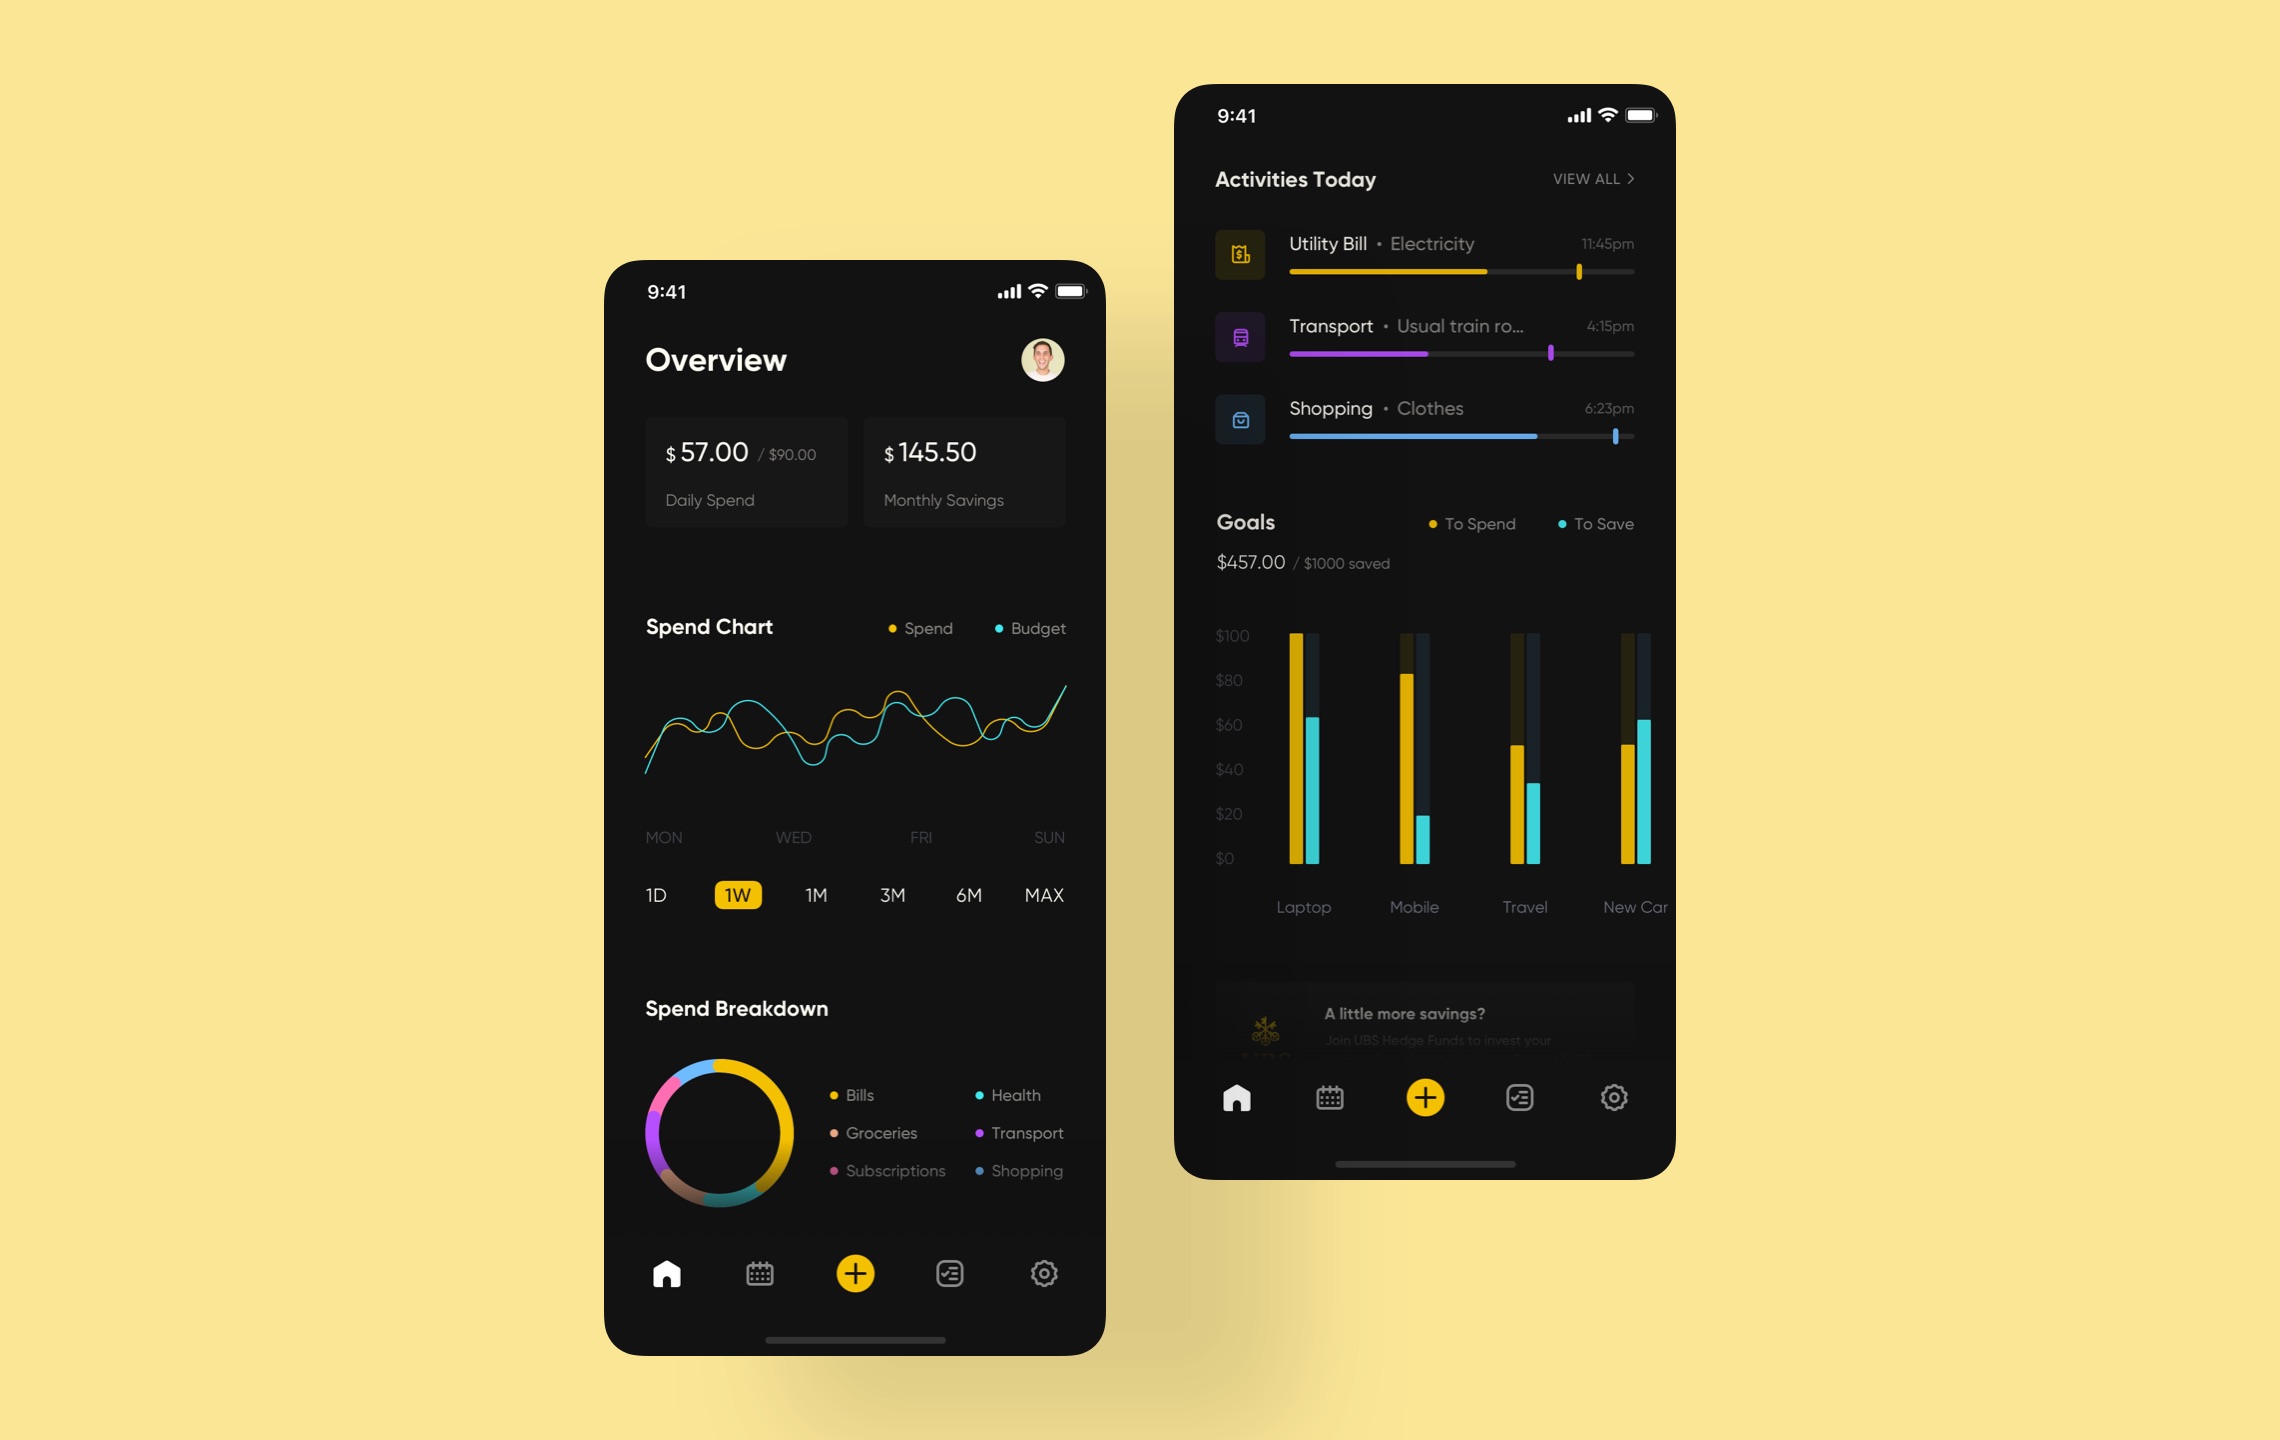 9:41
Overview
$ 57.00 / $90.00
Daily Spend
$ 145.50
Monthly Savings
Spend Chart
Spend
Budget
MON WED FRI SUN
1D 1W 1M 3M 6M MAX
Spend Breakdown
Bills
Health
Groceries
Transport
Subscriptions
Shopping
9:41
Activities Today
VIEW ALL >
Utility Bill • Electricity 11:45pm
Transport • Usual train ro... 4:15pm
Shopping • Clothes 6:23pm
Goals
To Spend
To Save
$457.00 / $1000 saved
$100
$80
$60
$40
$20
$0
Laptop Mobile Travel New Car
A little more savings?
Join UBS Hedge Funds to invest your